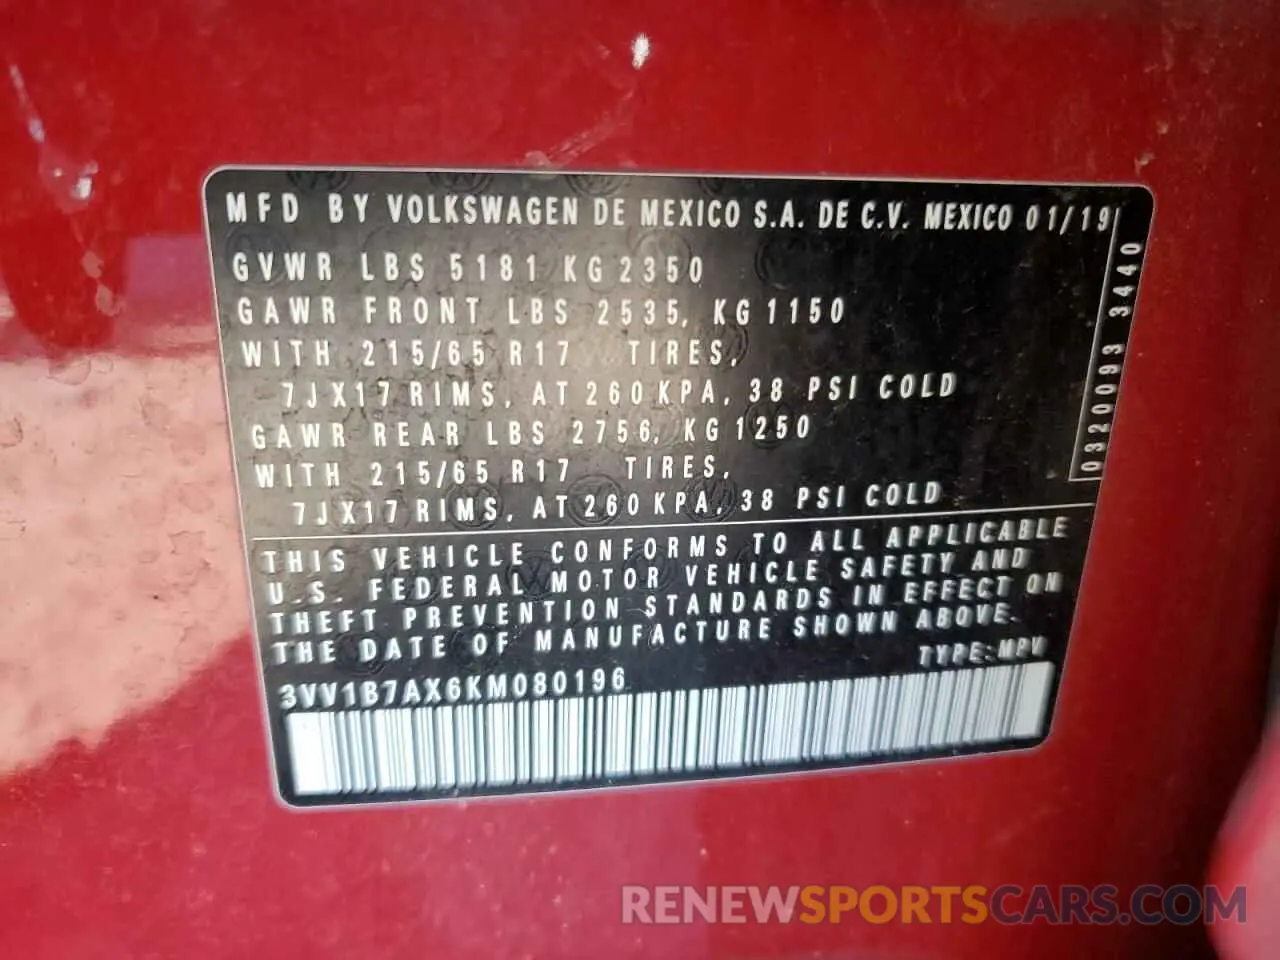 MFD BY VOLKSWAGEN DE MEXICO S.A. DE C.V. MEXICO 01/19
GVWR LBS 5181 KG 2350
GAWR FRONT LBS 2535, KG 1150
WITH 215/65 R17 TIRES,
7JX17 RIMS, AT 260 KPA, 38 PSI COLD
GAWR REAR LBS 2756, KG 1250
WITH 215/65 R17 TIRES,
7JX17 RIMS, AT 260 KPA, 38 PSI COLD
0320093 3440
THIS VEHICLE CONFORMS TO ALL APPLICABLE
U.S. FEDERAL MOTOR VEHICLE SAFETY AND
THEFT PREVENTION STANDARDS IN EFFECT ON
THE DATE OF MANUFACTURE SHOWN ABOVE.
TYPE: MPV
3VV1B7AX6KM080196
RENEWSPORTSCARS.COM